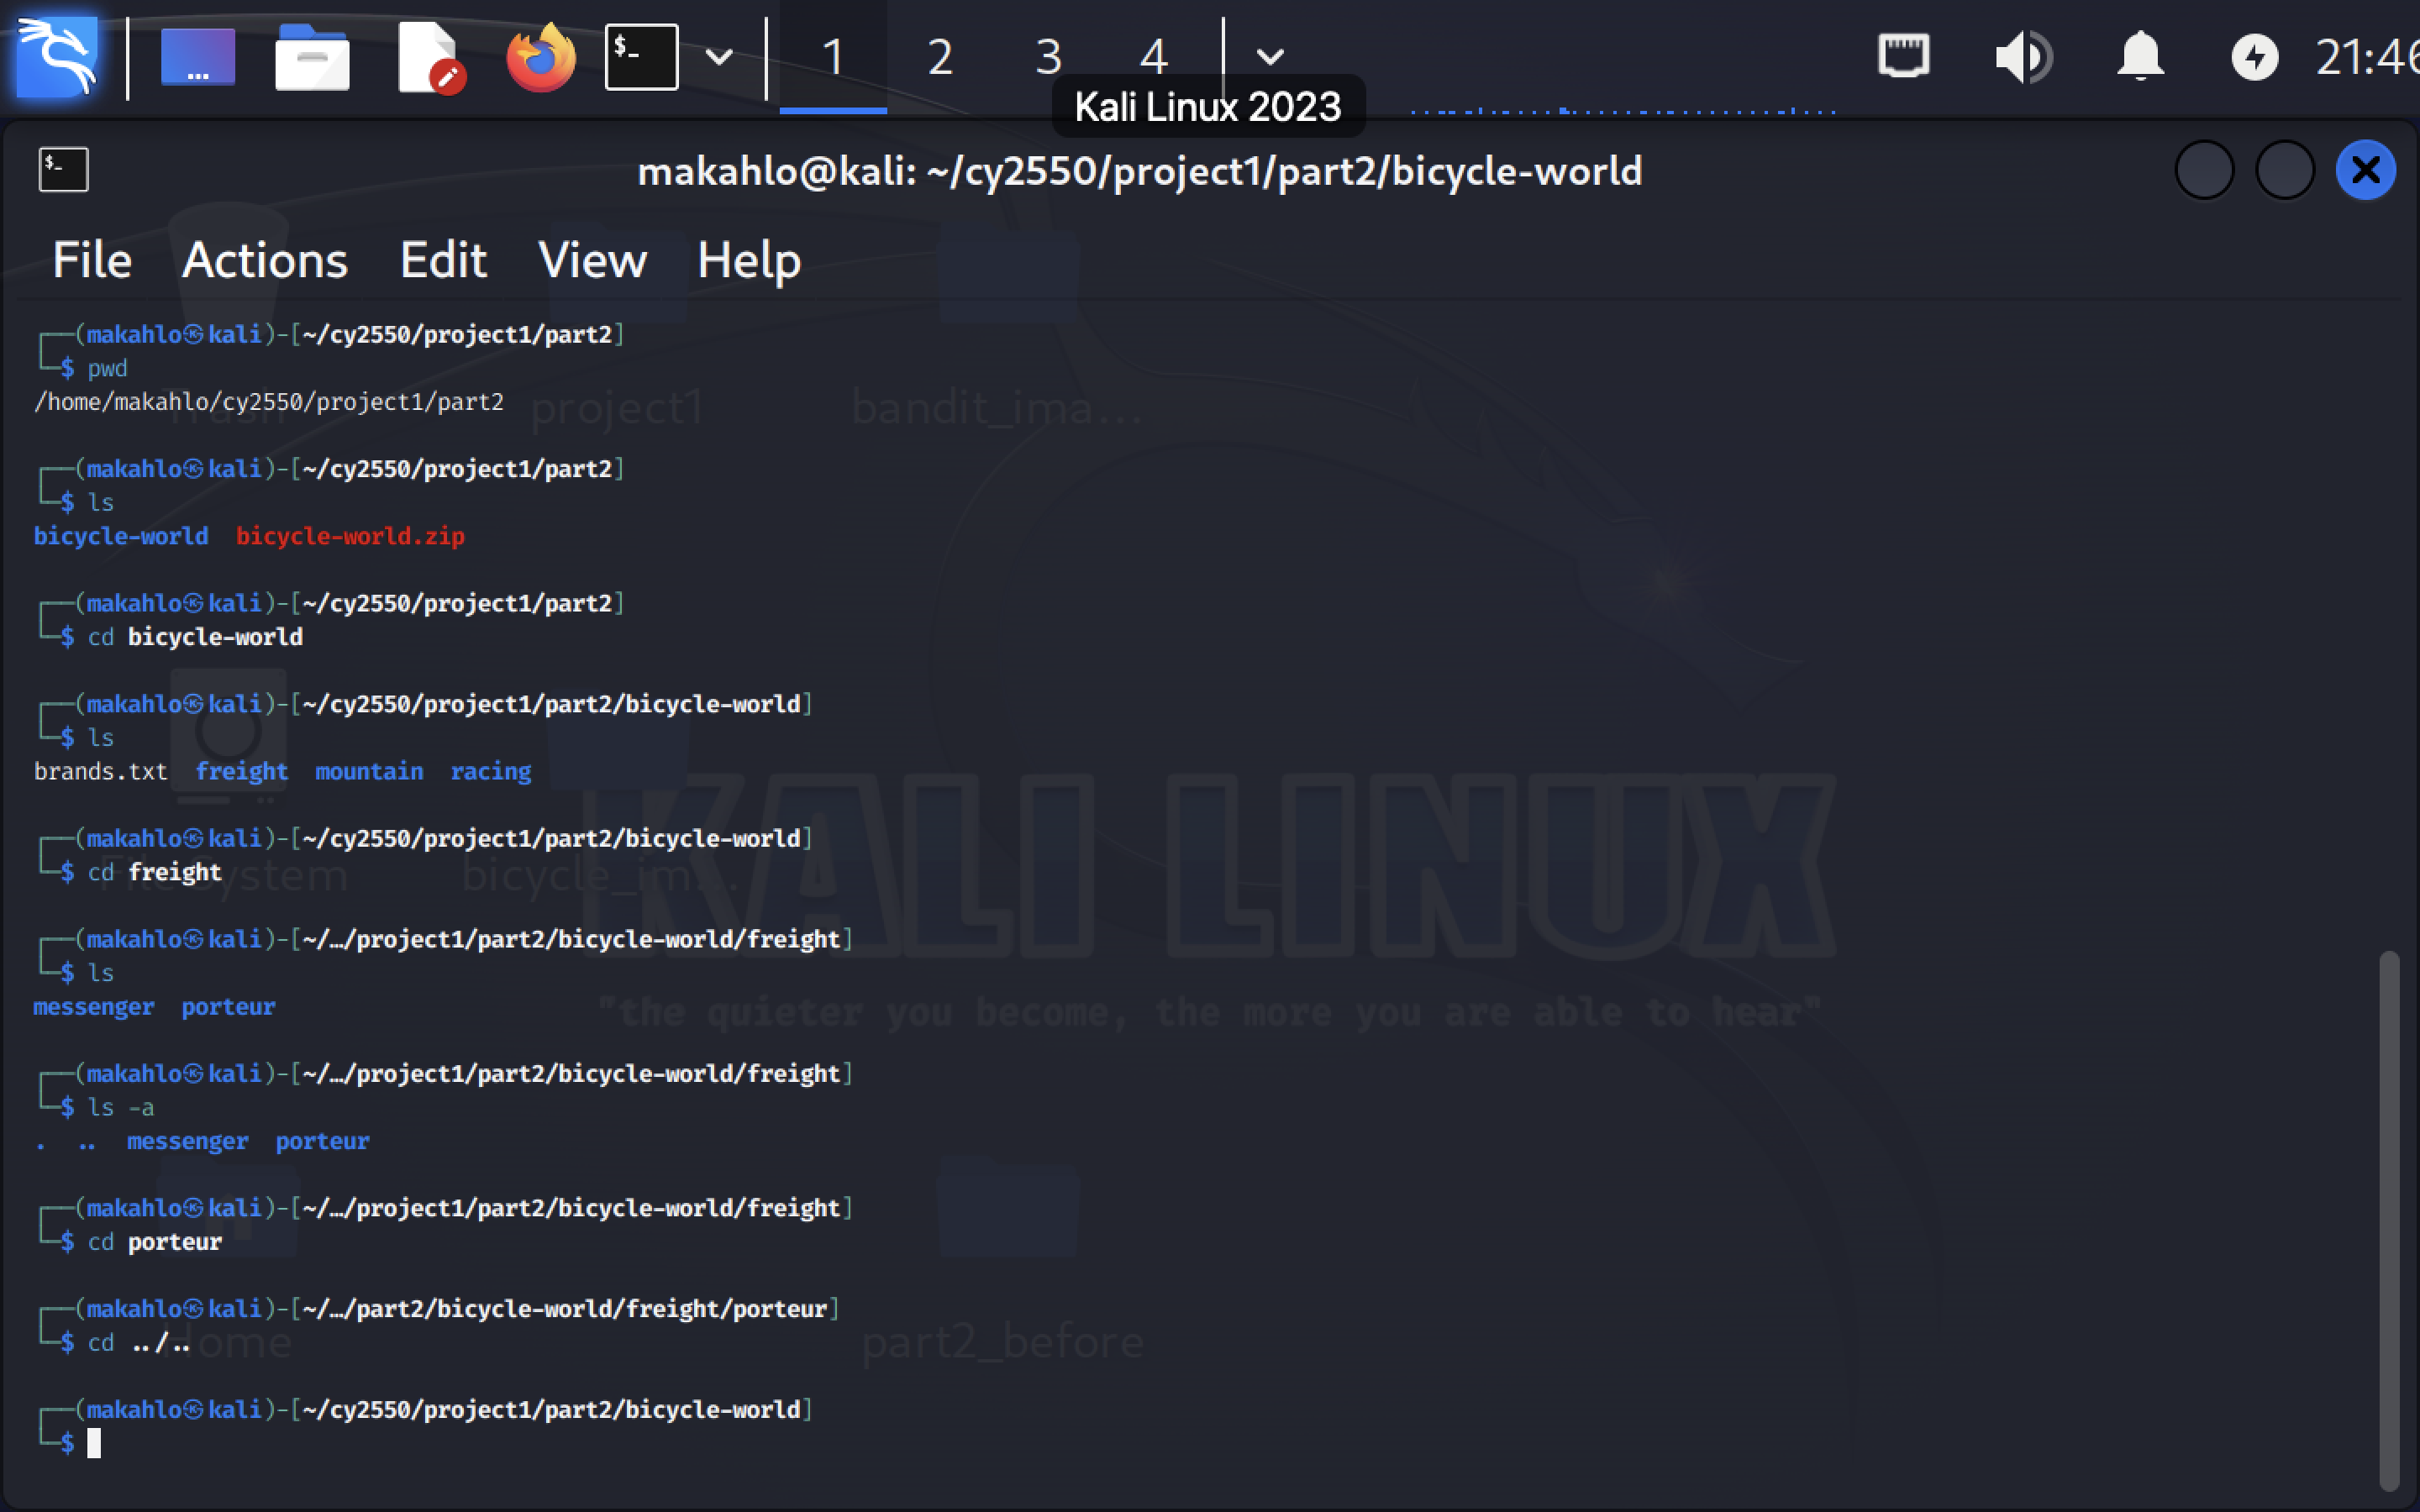 1 2 3 4 21:46
Kali Linux 2023
makahlo@kali: ~/cy2550/project1/part2/bicycle-world
File Actions Edit View Help
┌──(makahlo㉿kali)-[~/cy2550/project1/part2]
└─$ pwd
/home/makahlo/cy2550/project1/part2
Trash project1 bandit_ima...
┌──(makahlo㉿kali)-[~/cy2550/project1/part2]
└─$ ls
bicycle-world bicycle-world.zip
┌──(makahlo㉿kali)-[~/cy2550/project1/part2]
└─$ cd bicycle-world
┌──(makahlo㉿kali)-[~/cy2550/project1/part2/bicycle-world]
└─$ ls
brands.txt freight mountain racing
┌──(makahlo㉿kali)-[~/cy2550/project1/part2/bicycle-world]
└─$ cd freight
File System bicycle_im...
KALI LINUX
┌──(makahlo㉿kali)-[~/…/project1/part2/bicycle-world/freight]
└─$ ls
messenger porteur
"the quieter you become, the more you are able to hear"
┌──(makahlo㉿kali)-[~/…/project1/part2/bicycle-world/freight]
└─$ ls -a
. .. messenger porteur
┌──(makahlo㉿kali)-[~/…/project1/part2/bicycle-world/freight]
└─$ cd porteur
┌──(makahlo㉿kali)-[~/…/part2/bicycle-world/freight/porteur]
└─$ cd ../..
Home part2_before
┌──(makahlo㉿kali)-[~/cy2550/project1/part2/bicycle-world]
└─$